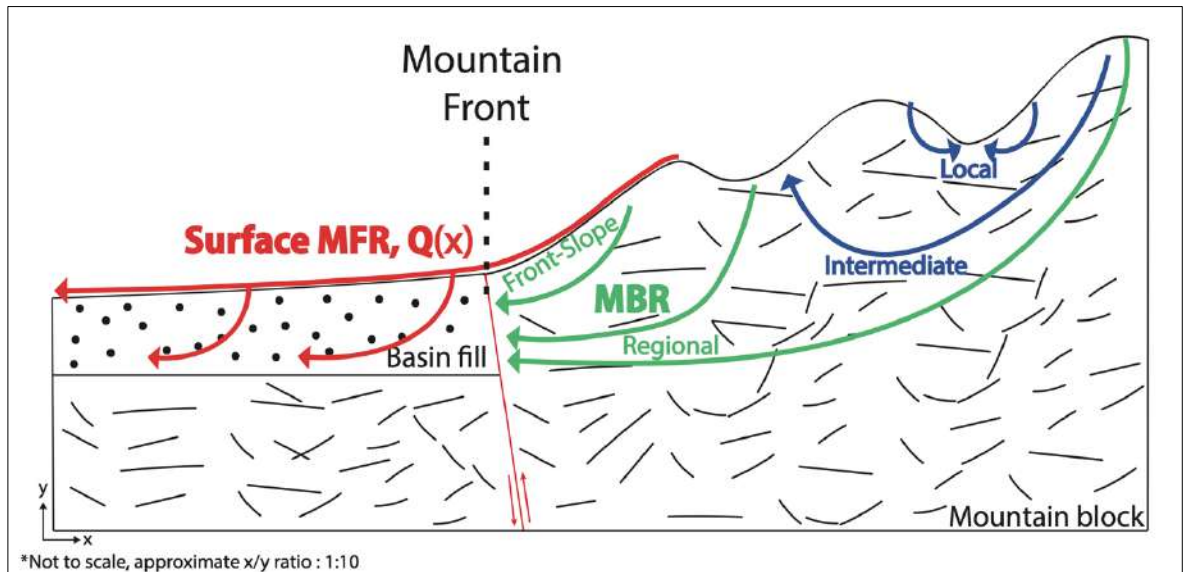 Mountain
Front
Surface MFR, Q(x)
Front-Slope
MBR
Regional
Local
Intermediate
Basin fill
Mountain block
y
x
*Not to scale, approximate x/y ratio : 1:10